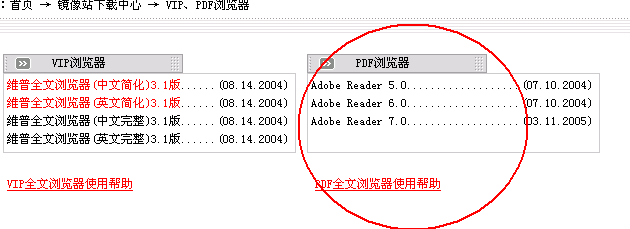 ：首页 → 镜像站下载中心 → VIP、PDF浏览器
VIP浏览器
维普全文浏览器(中文简化)3.1版......(08.14.2004)
维普全文浏览器(英文简化)3.1版......(08.14.2004)
维普全文浏览器(中文完整)3.1版......(08.14.2004)
维普全文浏览器(英文完整)3.1版......(08.14.2004)
VIP全文浏览器使用帮助
PDF浏览器
Adobe Reader 5.0...................(07.10.2004)
Adobe Reader 6.0...................(07.10.2004)
Adobe Reader 7.0...................(03.11.2005)
PDF全文浏览器使用帮助